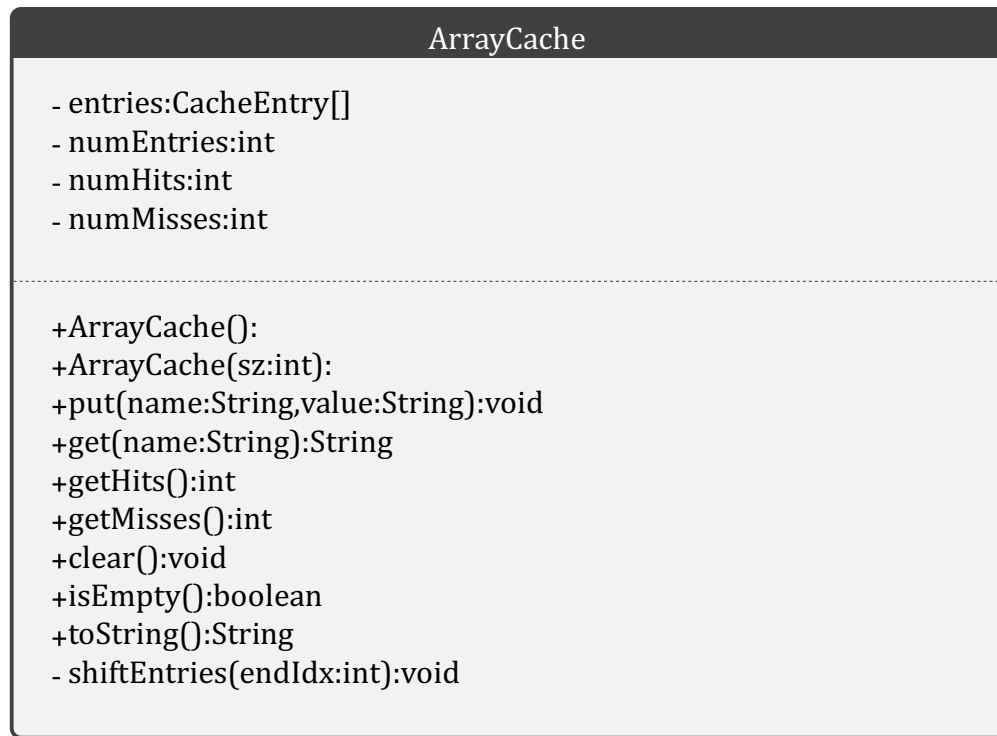 ArrayCache
- entries:CacheEntry[]
- numEntries:int
- numHits:int
- numMisses:int
+ArrayCache():
+ArrayCache(sz:int):
+put(name:String,value:String):void
+get(name:String):String
+getHits():int
+getMisses():int
+clear():void
+isEmpty():boolean
+toString():String
- shiftEntries(endIdx:int):void